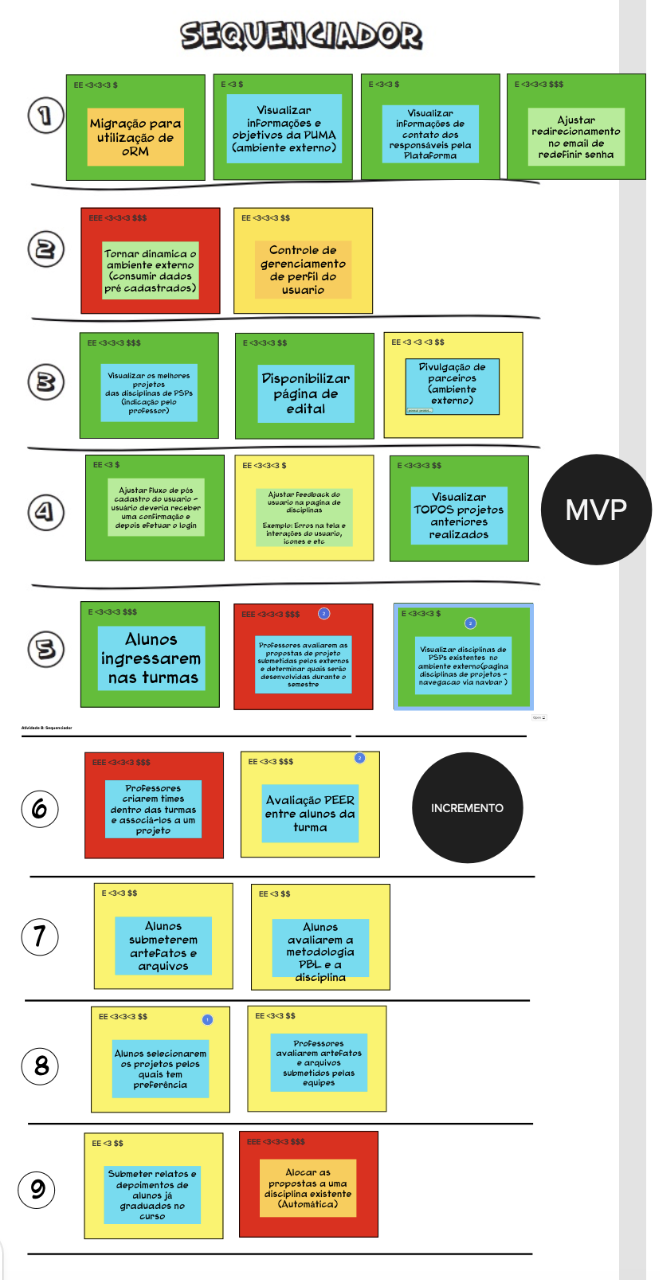 SEQUENCIADOR
1
EE <3<3<3 $
Migração para
utilização de
oRM
E <3 $
Visualizar
informações e
objetivos da PUMA
(ambiente externo)
E <3<3 $
Visualizar
informações de
contato dos
responsáveis pela
Plataforma
E <3<3<3 $$$
Ajustar
redirecionamento
no email de
redefinir senha
2
EEE <3<3<3 $$$
Tornar dinamica o
ambiente externo
(consumir dados
pré cadastrados)
EE <3<3 $$
Controle de
gerenciamento
de perfil do
usuario
3
EE <3<3<3 $$$
Visualizar os melhores
projetos
das disciplinas de PSPs
(indicação pelo
professor)
E <3<3 $$
Disponibilizar
página de
edital
EE <3 <3 <3 $$
Divulgação de
parceiros
(ambiente
externo)
4
EE <3 $
Ajustar Fluxo de pós
cadastro do usuario -
usuário deveria receber
uma confirmação e
depois efetuar o login
EE <3<3<3 $
Ajustar Feedback do
usuario na pagina de
disciplinas
Exemplo: Erros na tela e
interações do usuario,
icones e etc
E <3<3<3 $$
Visualizar
TODOS projetos
anteriores
realizados
MVP
5
E <3<3<3 $$$
Alunos
ingressarem
nas turmas
EEE <3<3<3 $$$
2
Professores avaliarem as
propostas de projeto
submetidas pelos externos
e determinar quais serão
desenvolvidas durante o
semestre
E <3<3<3 $
2
Visualizar disciplinas de
PSPs existentes no
ambiente externo(pagina
disciplinas de projetos -
navegacao via navbar )
Atividade 8: Sequenciador
6
EEE <3<3<3 $$$
Professores
criarem times
dentro das turmas
e associá-los a um
projeto
EE <3<3 $$$
2
Avaliação PEER
entre alunos da
turma
INCREMENTO
7
E <3<3 $$
Alunos
submeterem
artefatos e
arquivos
EE <3 $$
Alunos
avaliarem a
metodologia
PBL e a
disciplina
8
EE <3<3<3 $$
1
Alunos selecionarem
os projetos pelos
quais tem
preferência
EE <3<3 $$
Professores
avaliarem artefatos
e arquivos
submetidos pelas
equipes
9
EE <3 $$
Submeter relatos e
depoimentos de
alunos já
graduados no
curso
EEE <3<3<3 $$$
Alocar as
propostas a uma
disciplina existente
(Automática)